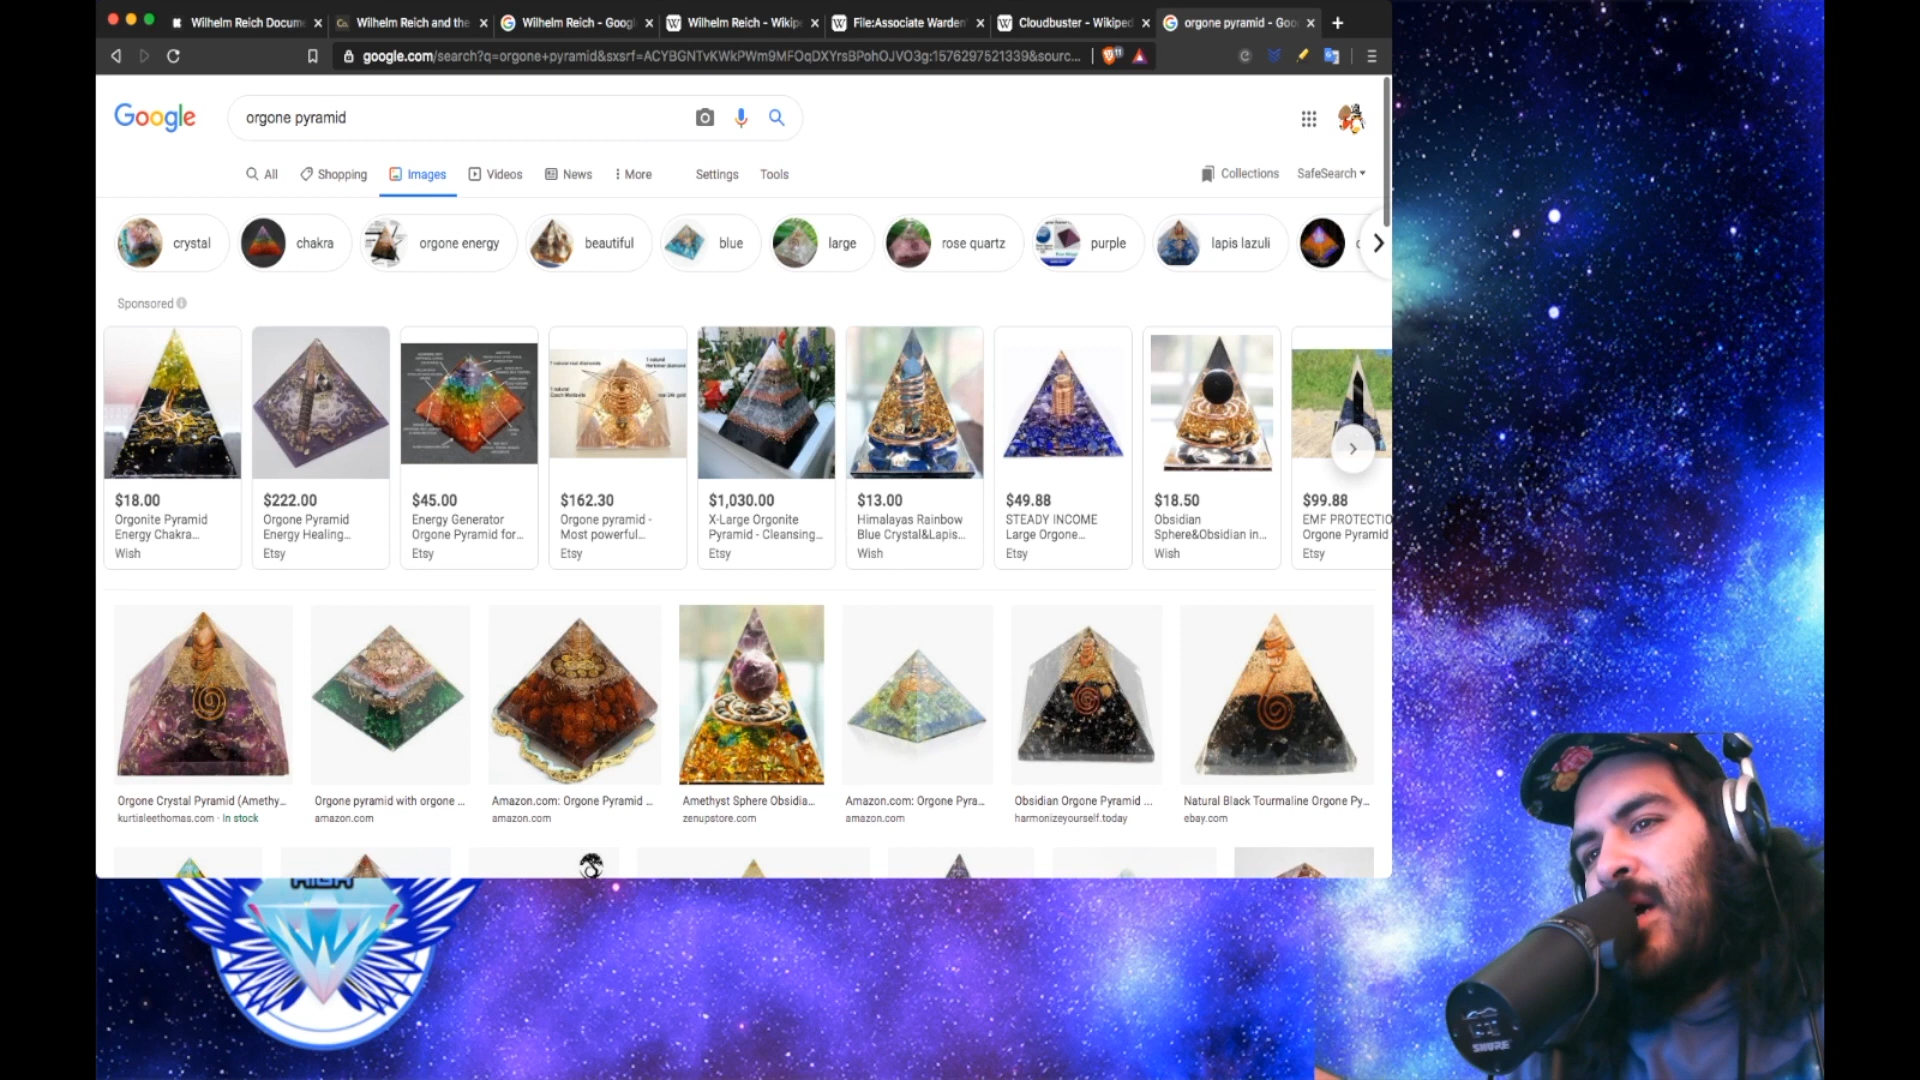 Wilhelm Reich Docum
Wilhelm Reich and the
Wilhelm Reich - Googl
Wilhelm Reich - Wikip
File:Associate Warden
Cloudbuster - Wikiped
orgone pyramid - Goo
google.com/search?q=orgone+pyramid&sxsrf=ACYBGNTvKWkPWm9MFOqDXYrsBPohOJVO3g:1576297521339&sourc...
Google
orgone pyramid
All
Shopping
Images
Videos
News
More
Settings
Tools
Collections
SafeSearch
crystal
chakra
orgone energy
beautiful
blue
large
rose quartz
purple
lapis lazuli
Sponsored
$18.00
Orgonite Pyramid
Energy Chakra...
Wish
$222.00
Orgone Pyramid
Energy Healing...
Etsy
$45.00
Energy Generator
Orgone Pyramid for...
Etsy
$162.30
Orgone pyramid -
Most powerful...
Etsy
$1,030.00
X-Large Orgonite
Pyramid - Cleansing...
Etsy
$13.00
Himalayas Rainbow
Blue Crystal&Lapis...
Wish
$49.88
STEADY INCOME
Large Orgone...
Etsy
$18.50
Obsidian
Sphere&Obsidian in...
Wish
$99.88
EMF PROTECTIO
Orgone Pyramid
Etsy
Orgone Crystal Pyramid (Amethy...
kurtisleethomas.com · In stock
Orgone pyramid with orgone ...
amazon.com
Amazon.com: Orgone Pyramid ...
amazon.com
Amethyst Sphere Obsidia...
zenupstore.com
Amazon.com: Orgone Pyra...
amazon.com
Obsidian Orgone Pyramid ...
harmonizeyourself.today
Natural Black Tourmaline Orgone Py...
ebay.com
HIGH
W
SHURE